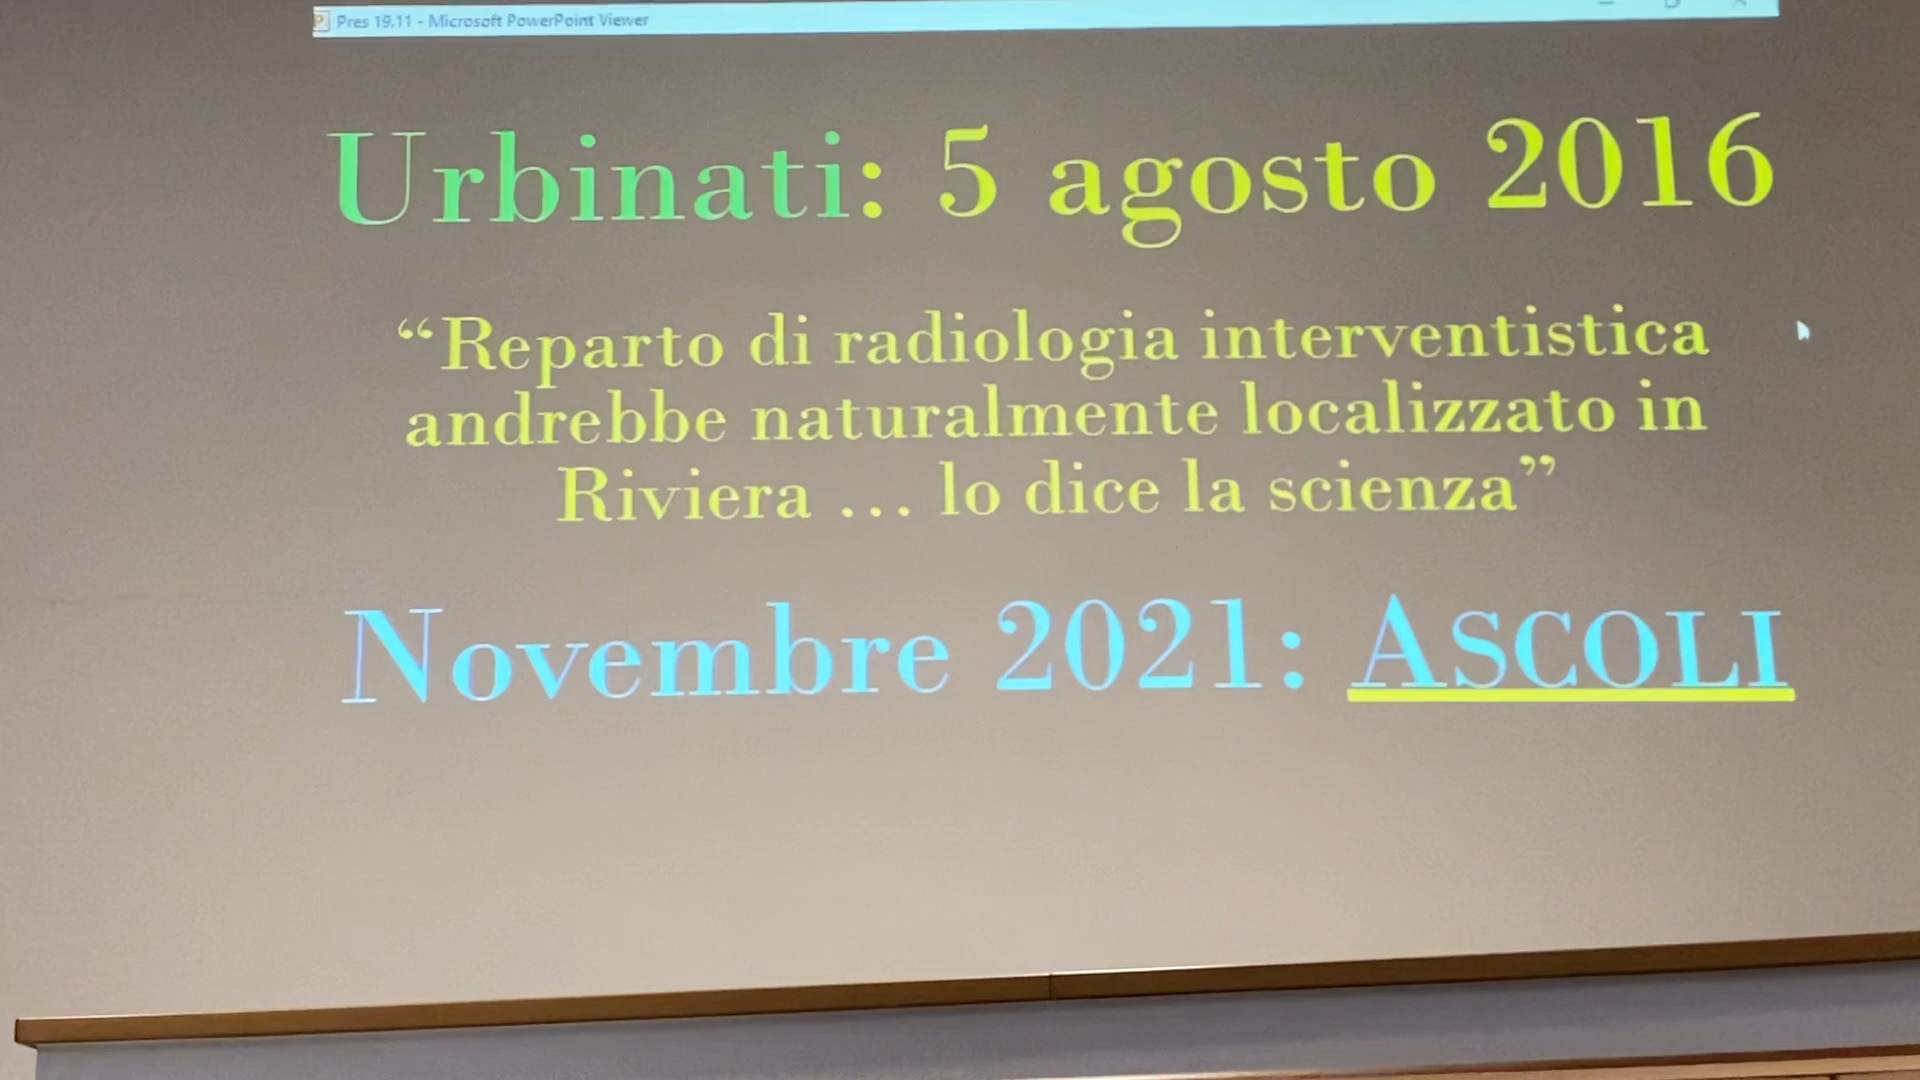 Pres 19.11 - Microsoft PowerPoint Viewer
Urbinati: 5 agosto 2016
“Reparto di radiologia interventistica
andrebbe naturalmente localizzato in
Riviera ... lo dice la scienza”
Novembre 2021: ASCOLI